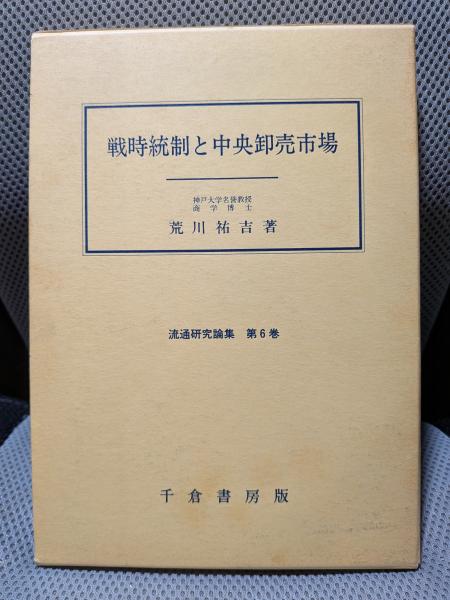 戦時統制と中央卸売市場
神戸大学名誉教授
商学博士
荒川祐吉著
流通研究論集 第6巻
千倉書房版